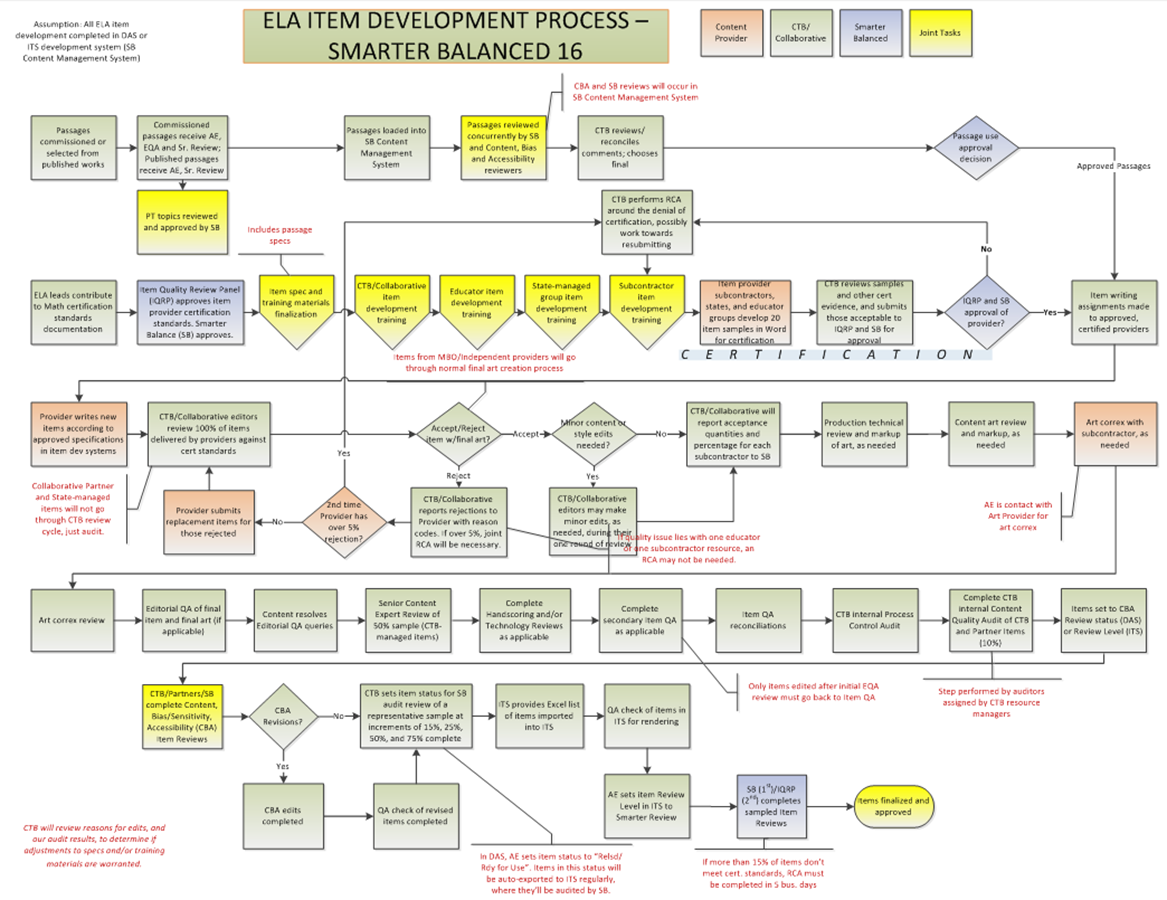 Assumption: All ELA item
development completed in DAS or
ITS development system (SB
Content Management System)
ELA ITEM DEVELOPMENT PROCESS –
SMARTER BALANCED 16
Content
Provider
CTB/
Collaborative
Smarter
Balanced
Joint Tasks
CBA and SB reviews will occur in
SB Content Management System
Passages
commissioned or
selected from
published works
Commissioned
passages receive AE,
EQA and Sr. Review;
Published passages
receive AE, Sr. Review
Passages loaded into
SB Content
Management
System
Passages reviewed
concurrently by SB
and Content, Bias
and Accessibility
reviewers
CTB reviews/
reconciles
comments; chooses
final
Passage use
approval
decision
Approved Passages
PT topics reviewed
and approved by SB
Includes passage
specs
CTB performs RCA
around the denial of
certification, possibly
work towards
resubmitting
No
ELA leads contribute
to Math certification
standards
documentation
Item Quality Review Panel
(IQRP) approves item
provider certification
standards. Smarter
Balance (SB) approves.
Item spec and
training materials
finalization
CTB/Collaborative
item
development
training
Educator item
development
training
State-managed
group item
development
training
Subcontractor
item
development
training
Item provider
subcontractors,
states, and educator
groups develop 20
item samples in Word
for certification
CTB reviews samples
and other cert
evidence, and submits
those acceptable to
IQRP and SB for
approval
IQRP and SB
approval of
provider?
Yes
Item writing
assignments made
to approved,
certified providers
CERTIFICATION
Items from MBO/Independent providers will go
through normal final art creation process
Provider writes new
items according to
approved specifications
in item dev systems
CTB/Collaborative editors
review 100% of items
delivered by providers against
cert standards
Accept/Reject
item w/final art?
Accept
Minor content or
style edits
needed?
No
CTB/Collaborative will
report acceptance
quantities and
percentage for each
subcontractor to SB
Production technical
review and markup
of art, as needed
Content art review
and markup, as
needed
Art correx with
subcontractor, as
needed
Yes
Reject
Yes
Collaborative Partner
and State-managed
items will not go
through CTB review
cycle, just audit.
Provider submits
replacement items for
those rejected
No
2nd time
Provider has
over 5%
rejection?
CTB/Collaborative
reports rejections to
Provider with reason
codes. If over 5%, joint
RCA will be necessary.
CTB/Collaborative
editors may make
minor edits, as
needed, during their
one round of review
If quality issue lies with one educator
or one subcontractor resource, an
RCA may not be needed.
AE is contact with
Art Provider for
art correx
Art correx review
Editorial QA of final
item and final art (if
applicable)
Content resolves
Editorial QA queries
Senior Content
Expert Review of
50% sample (CTB-
managed items)
Complete
Handscoring and/or
Technology Reviews
as applicable
Complete
secondary Item QA
as applicable
Item QA
reconciliations
CTB internal Process
Control Audit
Complete CTB
internal Content
Quality Audit of CTB
and Partner Items
(10%)
Items set to CBA
Review status (DAS)
or Review Level (ITS)
Only items edited after initial EQA
review must go back to Item QA
Step performed by auditors
assigned by CTB resource
managers
CTB/Partners/SB
complete Content,
Bias/Sensitivity,
Accessibility (CBA)
Item Reviews
CBA
Revisions?
No
CTB sets item status for SB
audit review of a
representative sample at
increments of 15%, 25%,
50%, and 75% complete
ITS provides Excel list
of items imported
into ITS
QA check of items
in ITS for rendering
Yes
CBA edits
completed
QA check of revised
items completed
AE sets item Review
Level in ITS to
Smarter Review
SB (1st)/IQRP
(2nd) completes
sampled Item
Reviews
Items finalized and
approved
CTB will review reasons for edits, and
our audit results, to determine if
adjustments to specs and/or training
materials are warranted.
In DAS, AE sets item status to "Relsd/
Rdy for Use". Items in this status will
be auto-exported to ITS regularly,
where they'll be audited by SB.
If more than 15% of items don't
meet cert. standards, RCA must
be completed in 5 bus. days